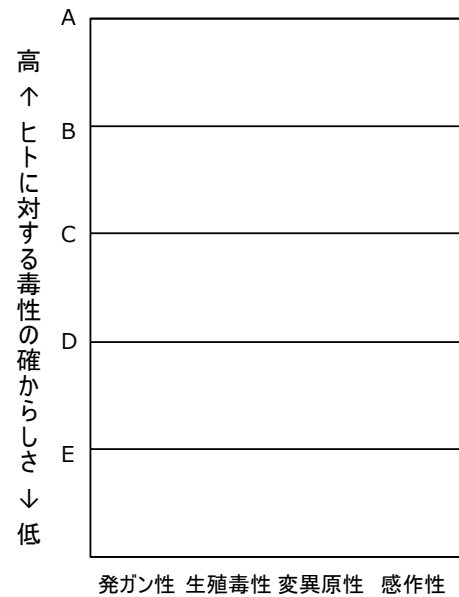 高 ↑ ヒトに対する毒性の確からしさ ↓ 低
A
B
C
D
E
発ガン性 生殖毒性 変異原性 感作性